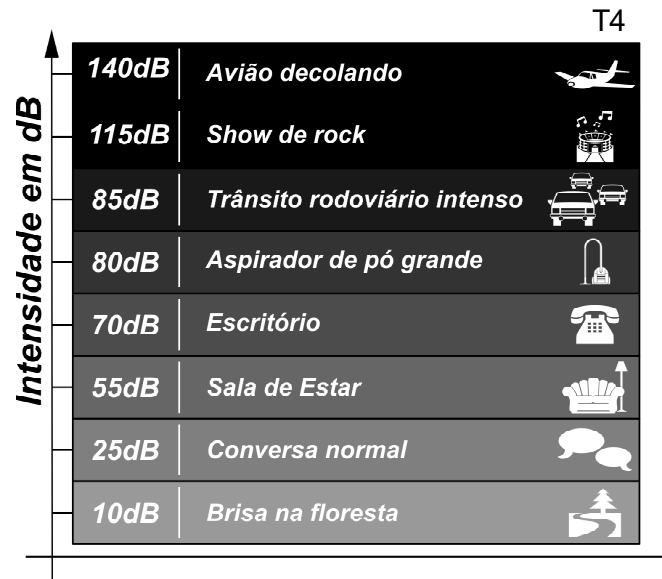 T4
Intensidade em dB
140dB Avião decolando
115dB Show de rock
85dB Trânsito rodoviário intenso
80dB Aspirador de pó grande
70dB Escritório
55dB Sala de Estar
25dB Conversa normal
10dB Brisa na floresta